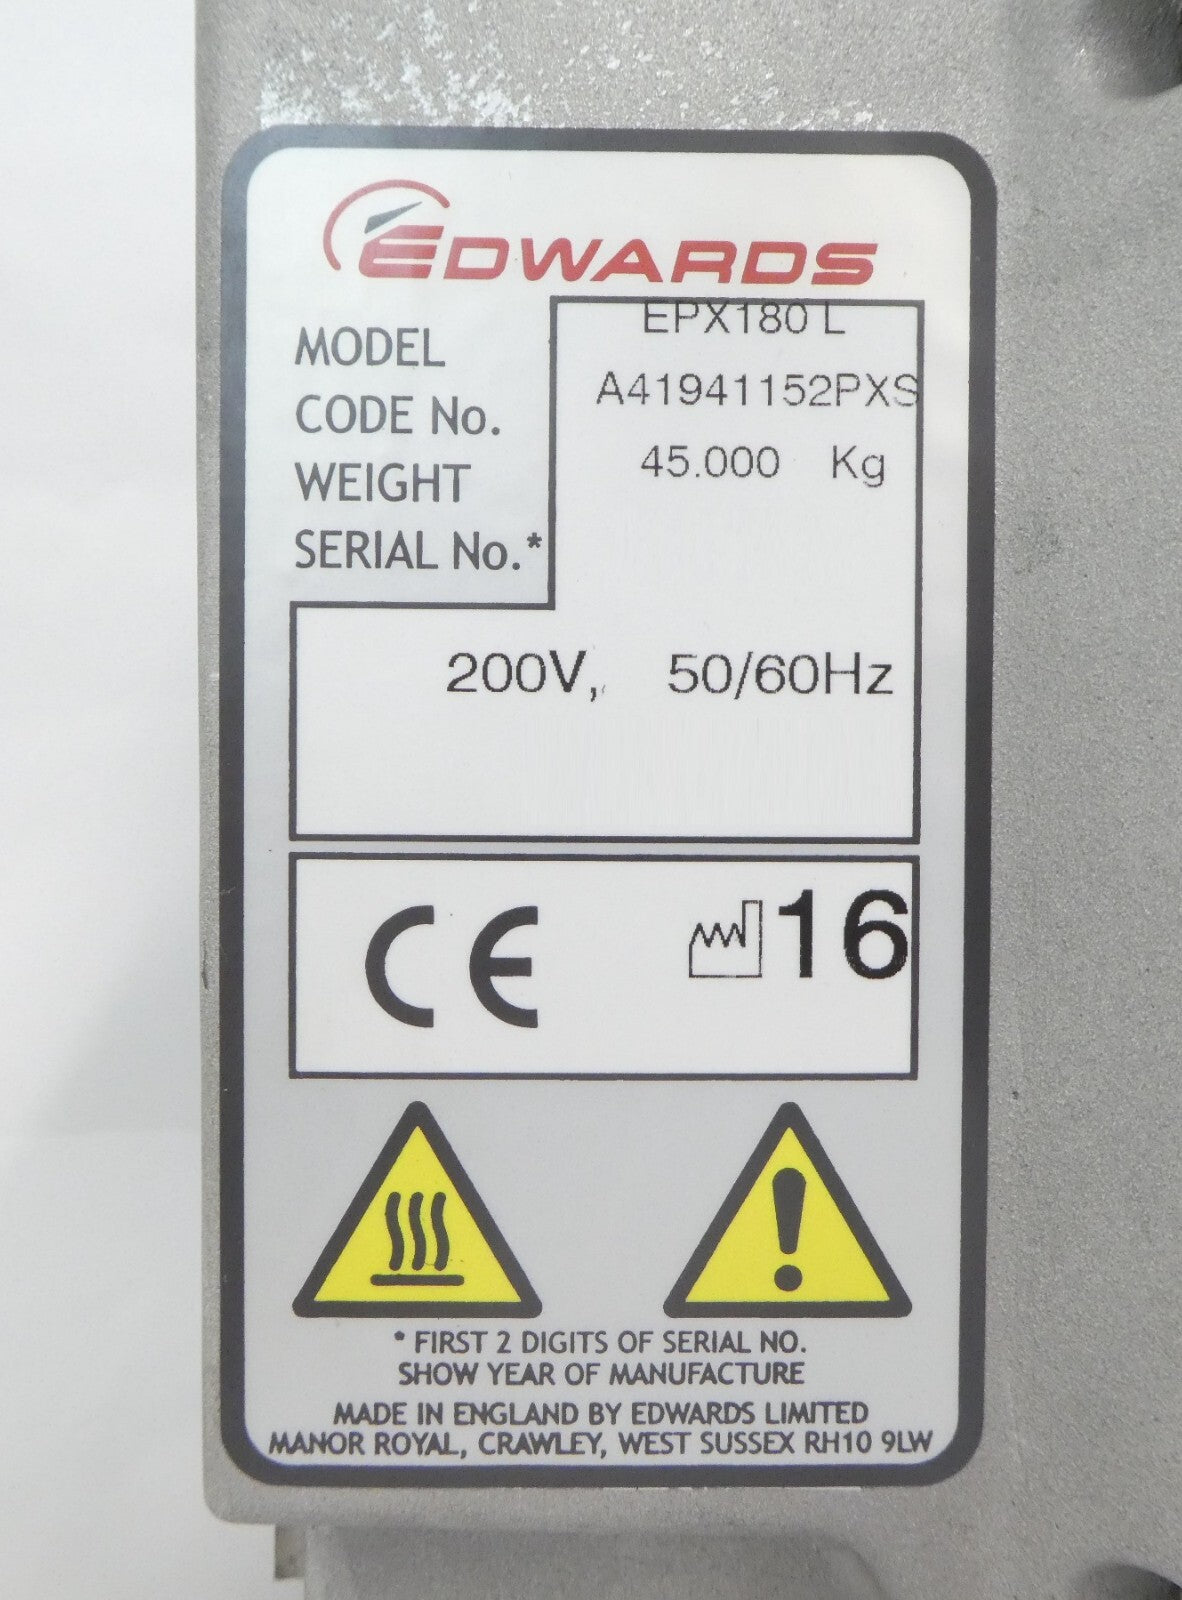 EDWARDS
MODEL EPX180 L
CODE No. A41941152PXS
WEIGHT 45.000 Kg
SERIAL No.*
200V, 50/60Hz
CE 16
* FIRST 2 DIGITS OF SERIAL NO.
SHOW YEAR OF MANUFACTURE
MADE IN ENGLAND BY EDWARDS LIMITED
MANOR ROYAL, CRAWLEY, WEST SUSSEX RH10 9LW